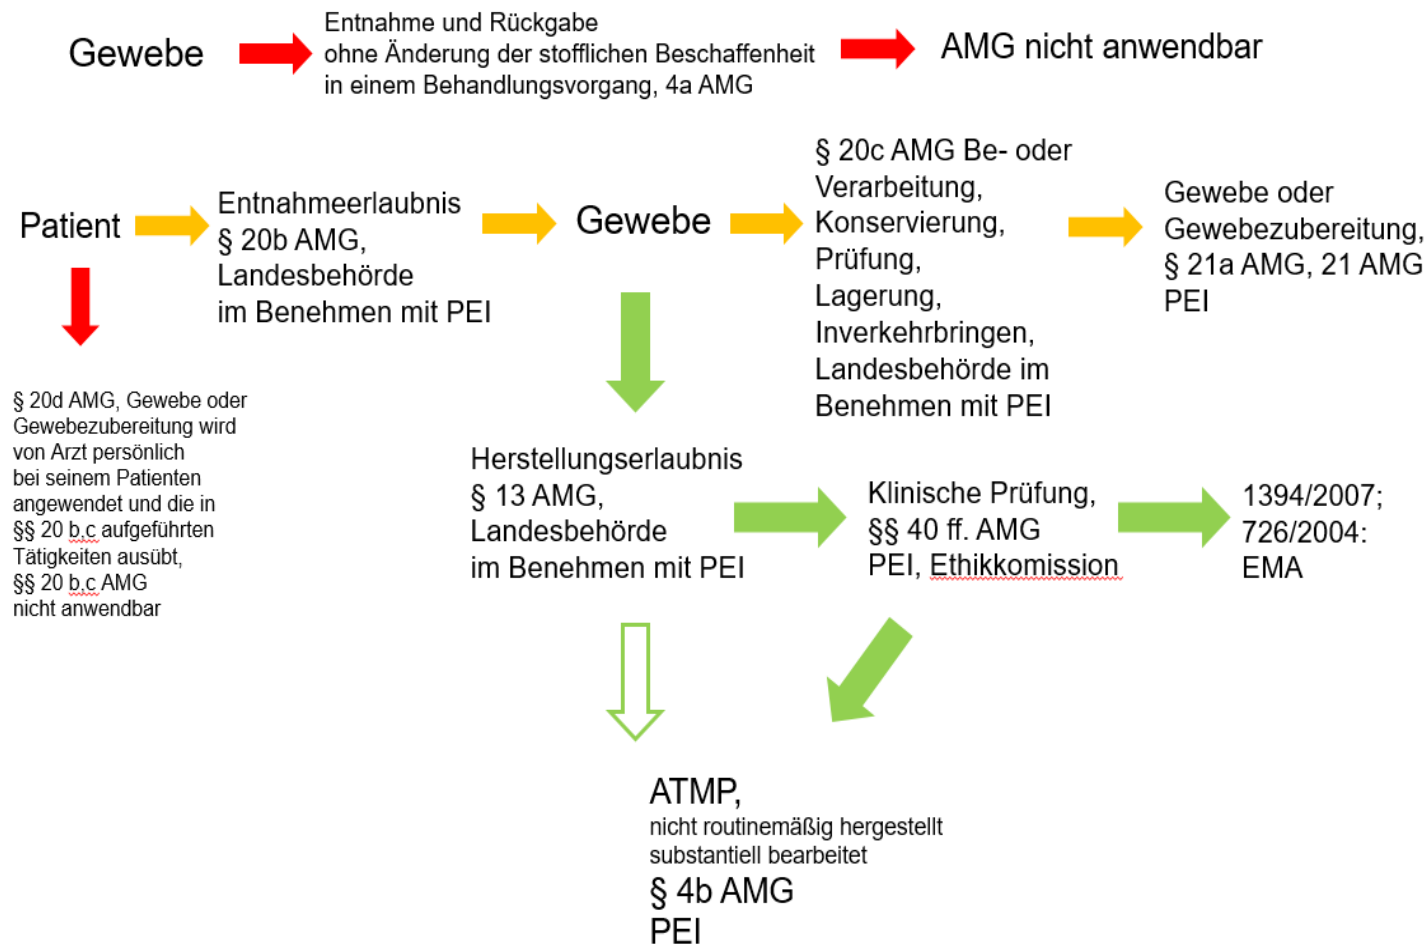 Gewebe
Entnahme und Rückgabe
ohne Änderung der stofflichen Beschaffenheit
in einem Behandlungsvorgang, 4a AMG
AMG nicht anwendbar
Patient
Entnahmeerlaubnis
§ 20b AMG,
Landesbehörde
im Benehmen mit PEI
Gewebe
§ 20c AMG Be- oder
Verarbeitung,
Konservierung,
Prüfung,
Lagerung,
Inverkehrbringen,
Landesbehörde im
Benehmen mit PEI
Gewebe oder
Gewebezubereitung,
§ 21a AMG, 21 AMG
PEI
§ 20d AMG, Gewebe oder
Gewebezubereitung wird
von Arzt persönlich
bei seinem Patienten
angewendet und die in
§§ 20 b,c aufgeführten
Tätigkeiten ausübt,
§§ 20 b,c AMG
nicht anwendbar
Herstellungserlaubnis
§ 13 AMG,
Landesbehörde
im Benehmen mit PEI
Klinische Prüfung,
§§ 40 ff. AMG
PEI, Ethikkomission
1394/2007;
726/2004:
EMA
ATMP,
nicht routinemäßig hergestellt
substantiell bearbeitet
§ 4b AMG
PEI